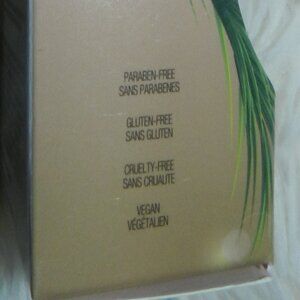 PARABEN-FREE
SANS PARABENES
GLUTEN-FREE
SANS GLUTEN
CRUELTY-FREE
SANS CRUAUTE
VEGAN
VÉGÉTALIEN